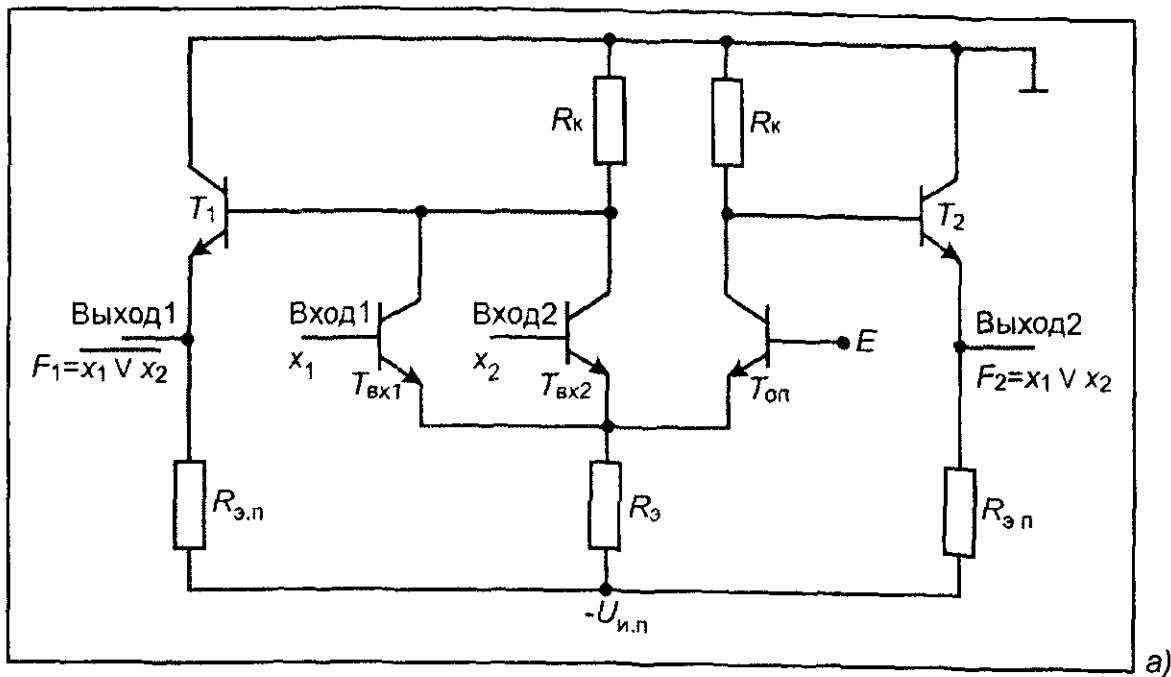 Rк
Rк
T1
T2
Выход1
F1=x1 V x2
Вход1
x1
Tвх1
Вход2
x2
Tвх2
E
Tоп
Выход2
F2=x1 V x2
Rэ.п
Rэ
Rэ п
-Uи.п
а)